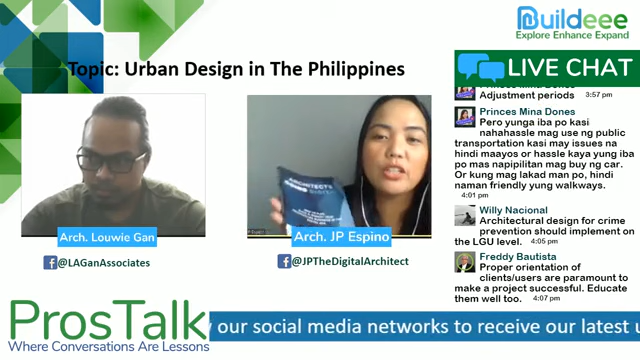 Buildeee
Explore Enhance Expand
Topic: Urban Design in The Philippines
LIVE CHAT
Princes Mina Dones
Adjustment periods 3:57 pm
Princes Mina Dones
Pero yunga iba po kasi
nahahassle mag use ng public
transportation kasi may issues na
hindi maayos or hassle kaya yung iba
po mas napipilitan mag buy ng car.
Or kung mag lakad man po, hindi
naman friendly yung walkways.
4:01 pm
Willy Nacional
Architectural design for crime
prevention should implement on
the LGU level. 4:05 pm
Freddy Bautista
Proper orientation of
clients/users are paramount to
make a project successful. Educate
them well too. 4:07 pm
ARCHITECT
Arch. Louwie Gan
Arch. JP Espino
@LAGanAssociates
@JPTheDigitalArchitect
ProsTalk
Where Conversations Are Lessons
our social media networks to receive our latest u